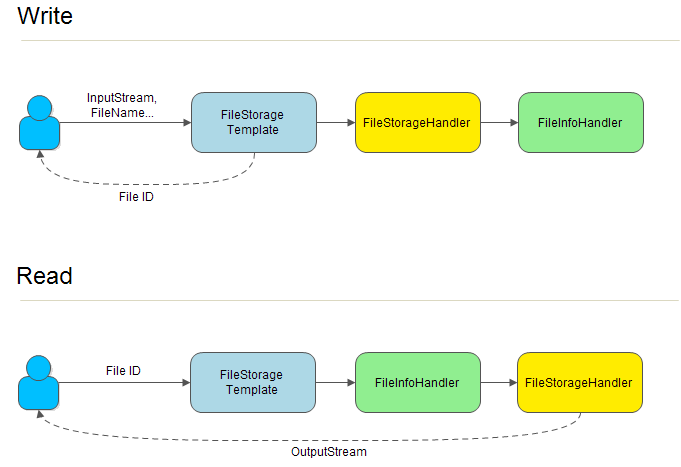 Write
InputStream,
FileName...
FileStorage
Template
FileStorageHandler
FileInfoHandler
File ID
Read
File ID
FileStorage
Template
FileInfoHandler
FileStorageHandler
OutputStream